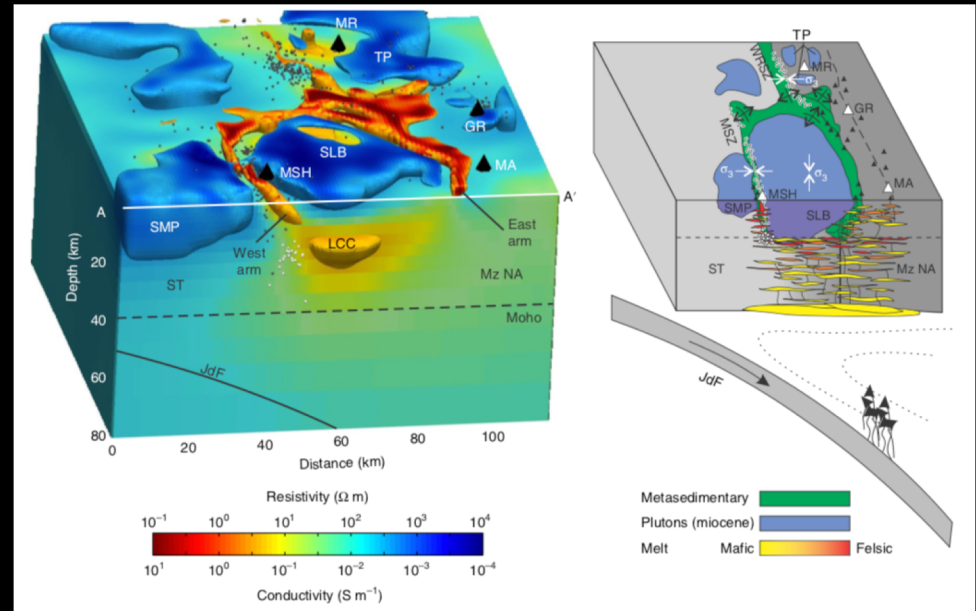 MR
TP
GR
SLB
MSH
MA
A
A'
SMP
West
arm
LCC
East
arm
ST
Mz NA
Moho
JdF
Depth (km)
20
40
60
80
0
20
40
60
80
100
Distance (km)
Resistivity (Ω m)
10⁻¹ 10⁰ 10¹ 10² 10³ 10⁴
10¹ 10⁰ 10⁻¹ 10⁻² 10⁻³ 10⁻⁴
Conductivity (S m⁻¹)
TP
WRSZ
MR
σ₃
GR
MSZ
σ₃
σ₃
MSH
MA
SMP
SLB
ST
Mz NA
JdF
Metasedimentary
Plutons (miocene)
Melt Mafic Felsic